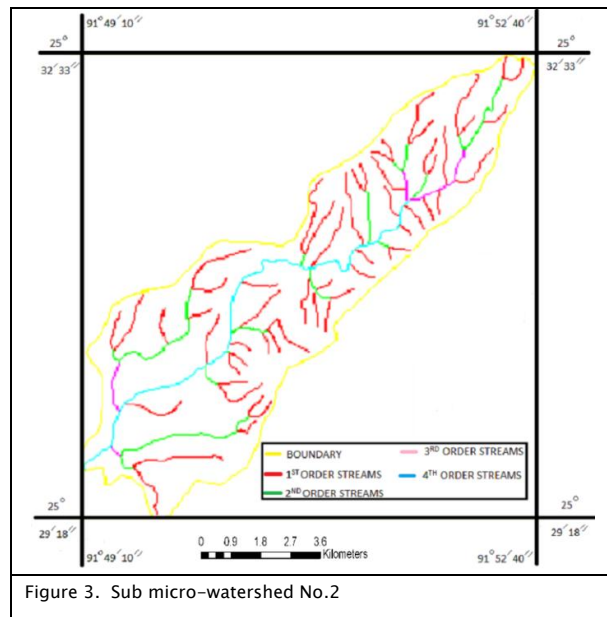 91° 49′ 10″
91° 52′ 40″
25°
32′ 33″
25°
32′ 33″
BOUNDARY
1ST ORDER STREAMS
2ND ORDER STREAMS
3RD ORDER STREAMS
4TH ORDER STREAMS
25°
29′ 18″
25°
29′ 18″
91° 49′ 10″
91° 52′ 40″
0 0.9 1.8 2.7 3.6
Kilometers
Figure 3. Sub micro-watershed No.2